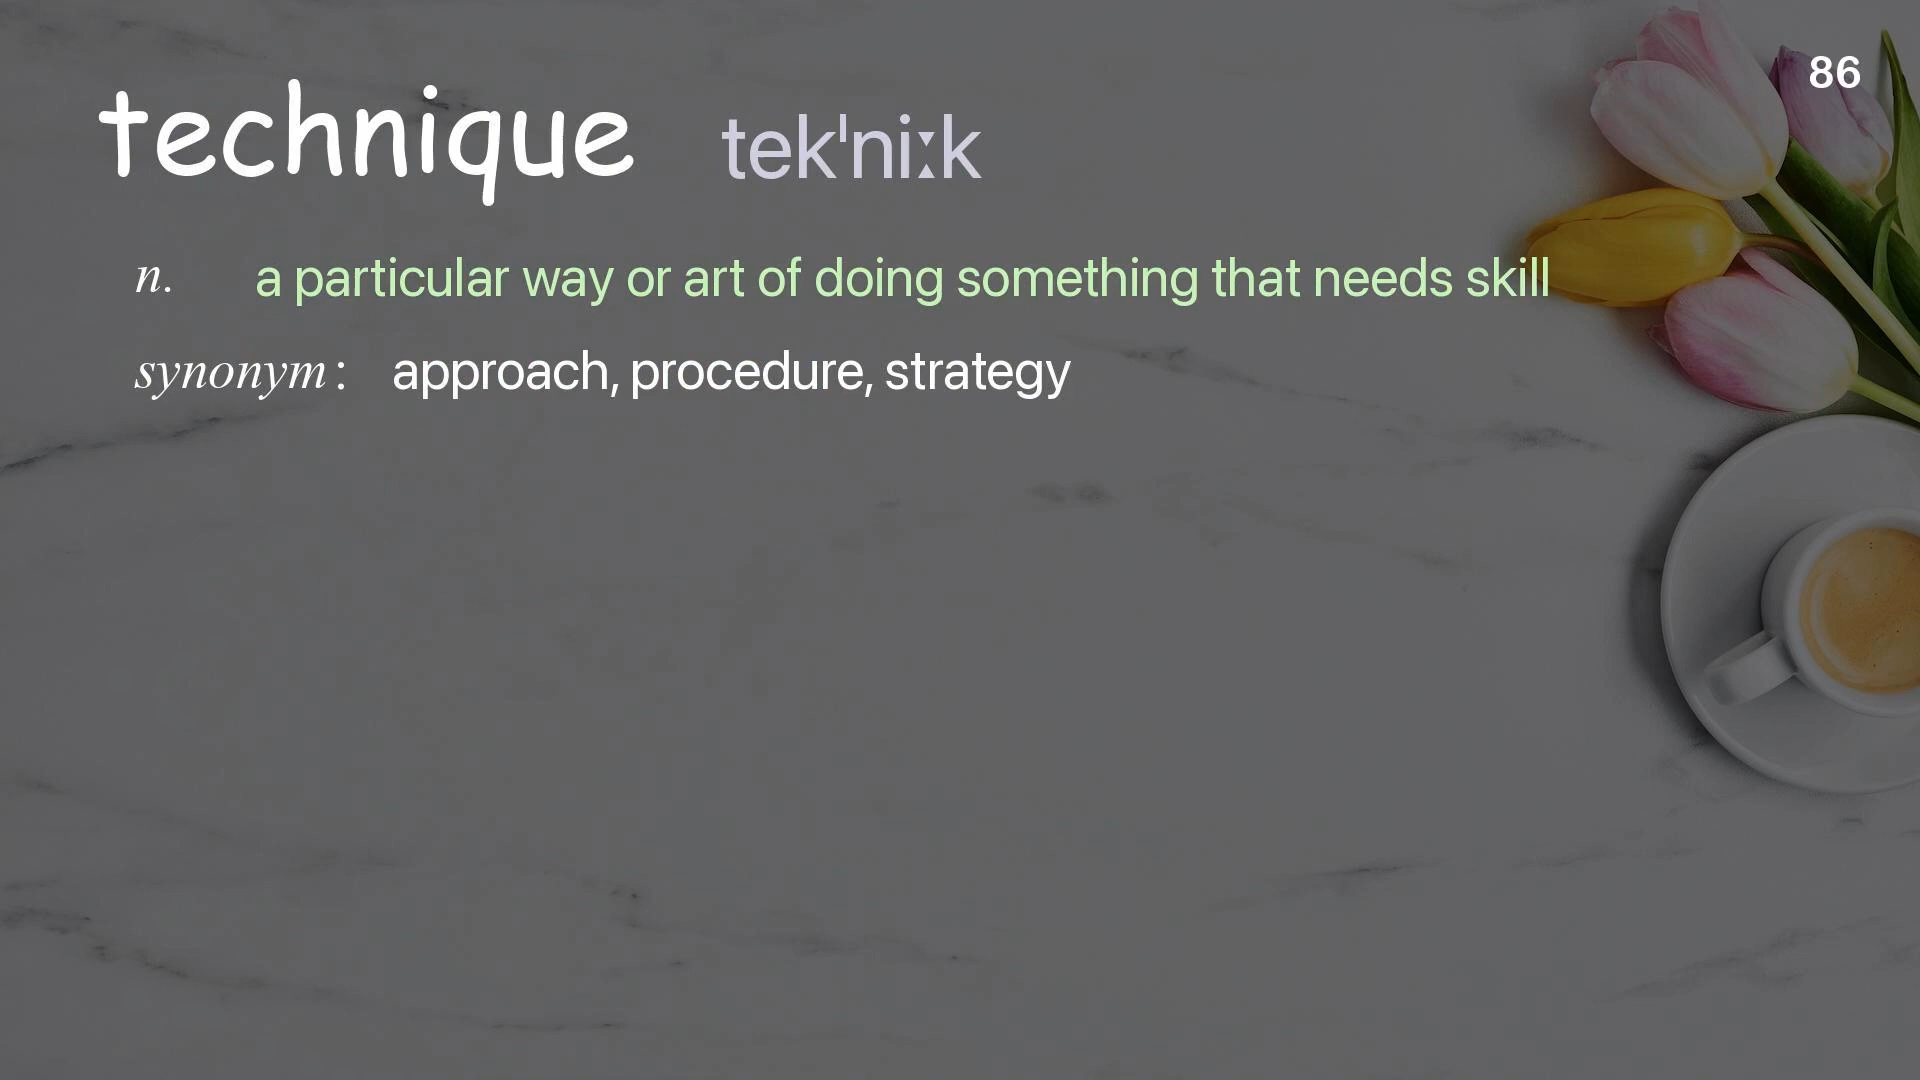 86
technique tekˈniːk
n. a particular way or art of doing something that needs skill
synonym : approach, procedure, strategy